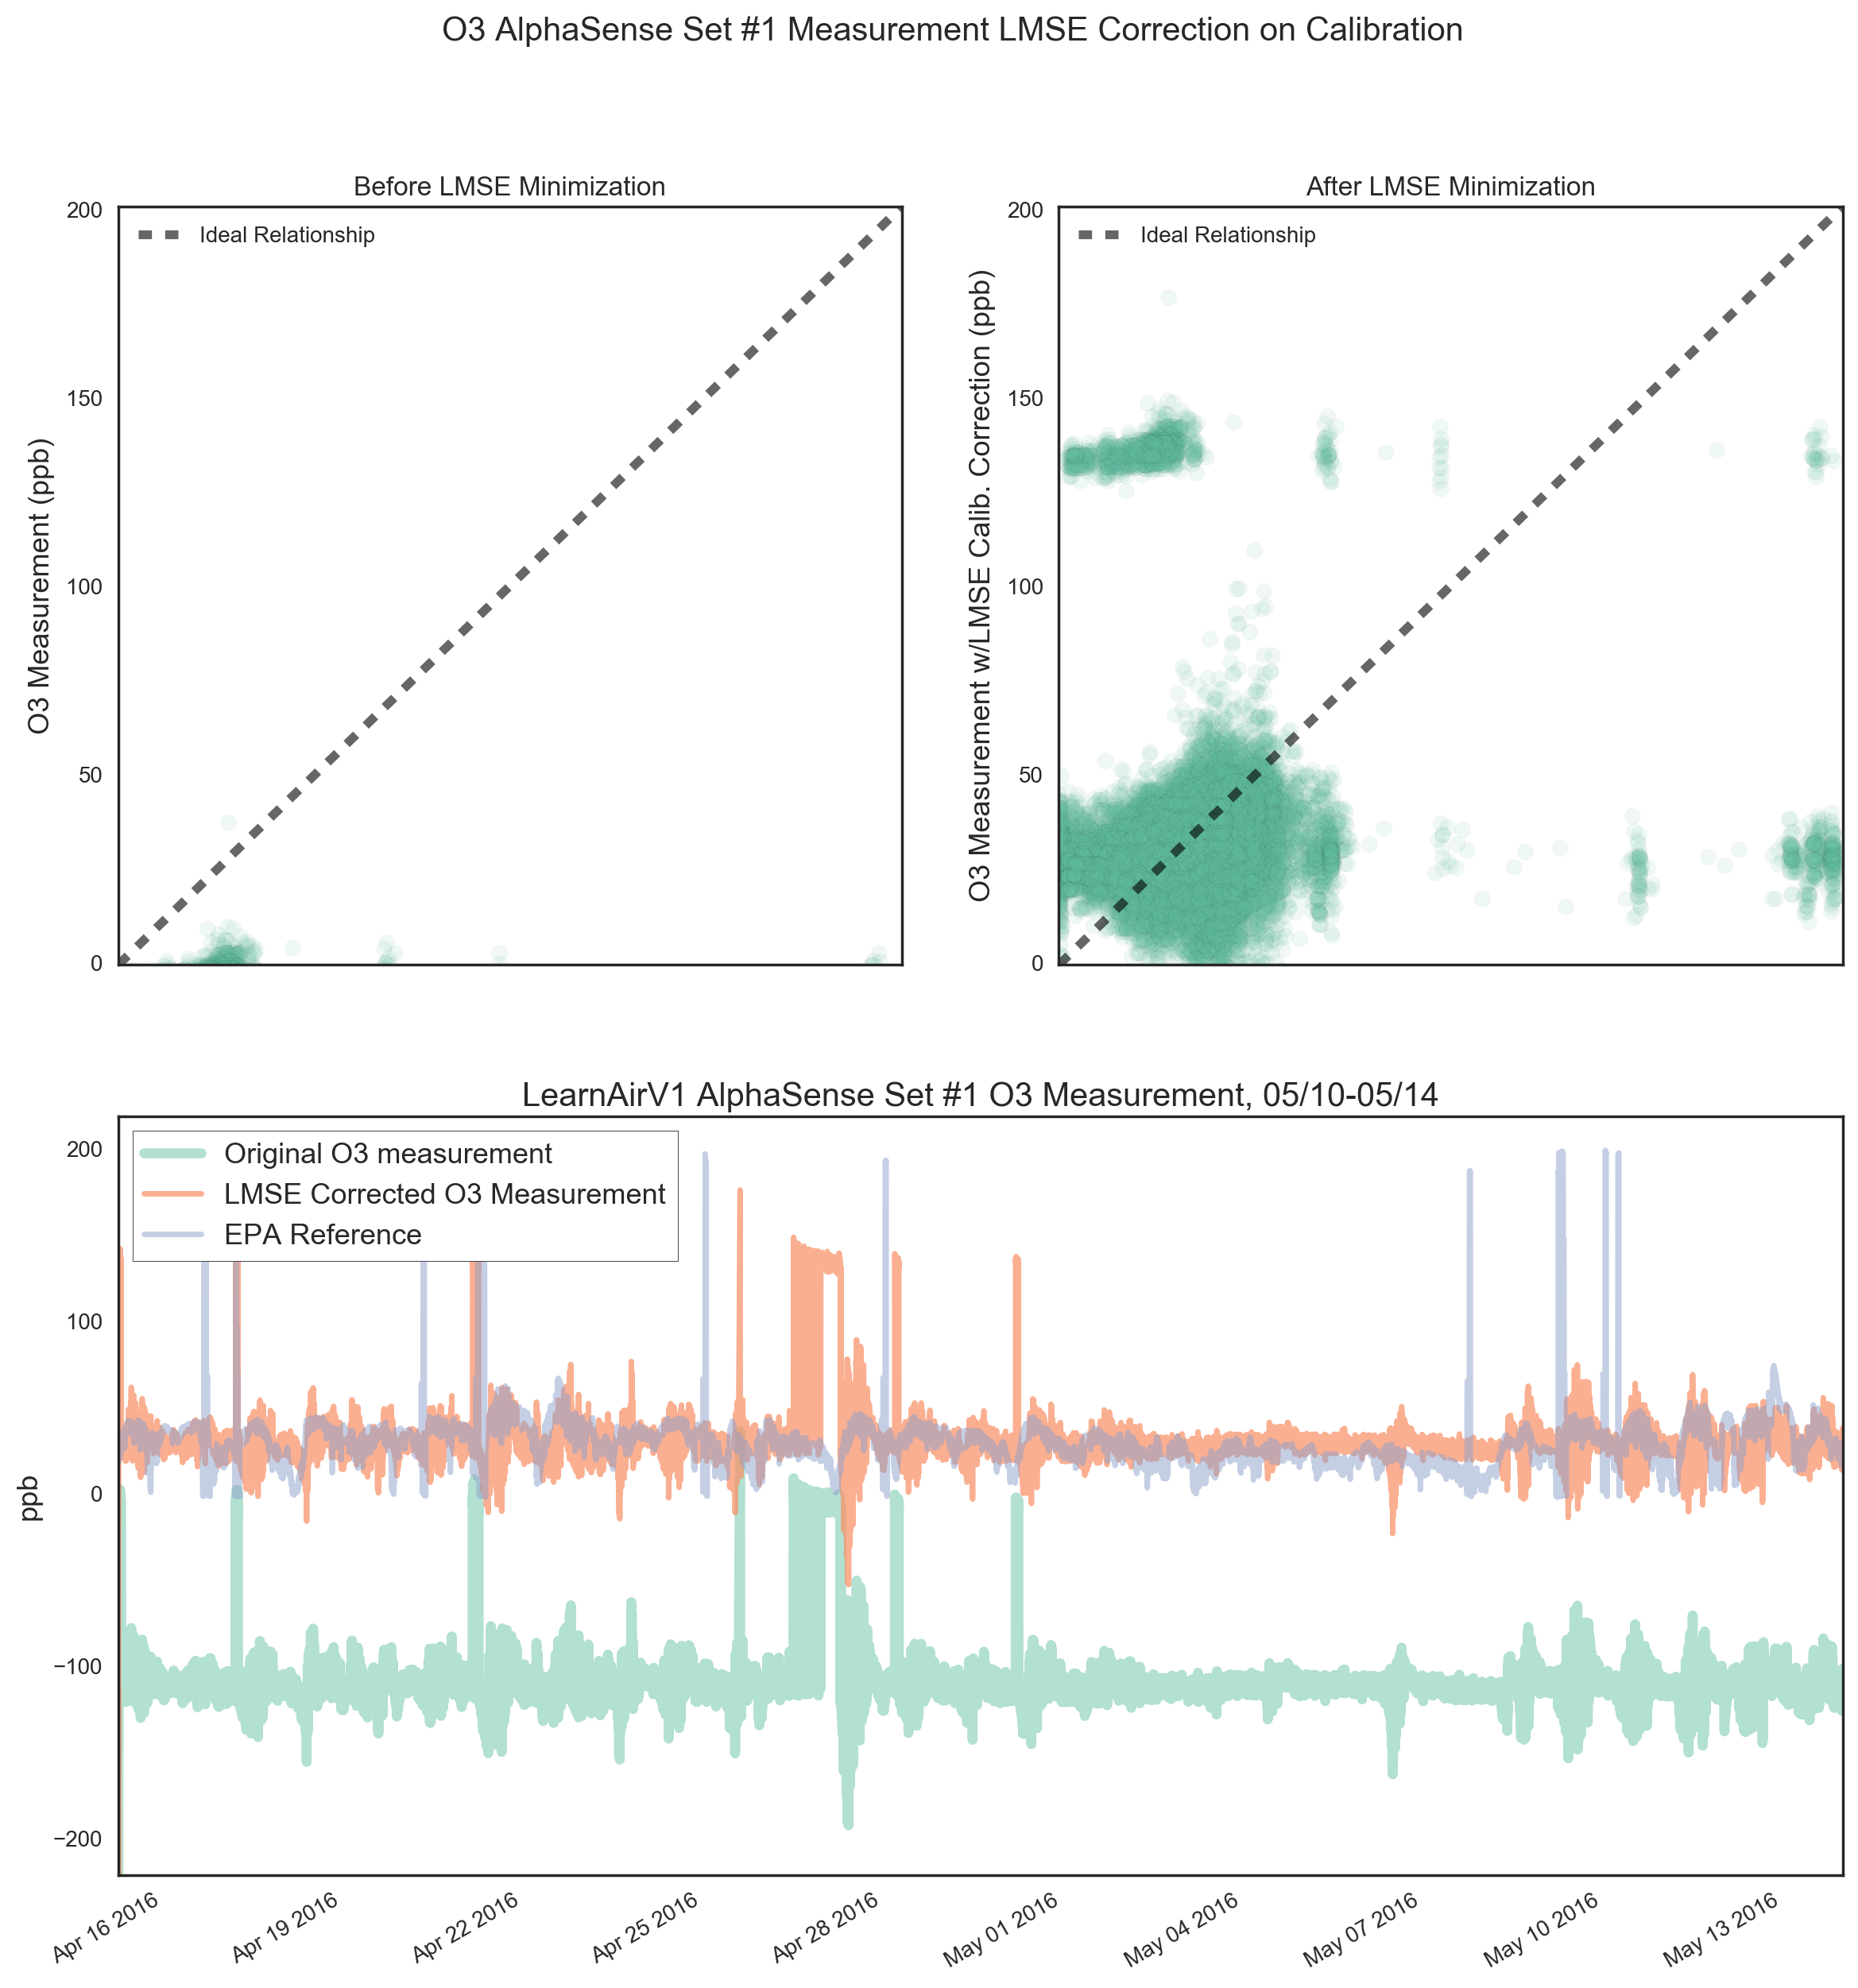 O3 AlphaSense Set #1 Measurement LMSE Correction on Calibration
Before LMSE Minimization
200
150
100
50
0
O3 Measurement (ppb)
Ideal Relationship
After LMSE Minimization
200
150
100
50
0
O3 Measurement w/LMSE Calib. Correction (ppb)
Ideal Relationship
LearnAirV1 AlphaSense Set #1 O3 Measurement, 05/10-05/14
200
100
0
−100
−200
ppb
Original O3 measurement
LMSE Corrected O3 Measurement
EPA Reference
Apr 16 2016
Apr 19 2016
Apr 22 2016
Apr 25 2016
Apr 28 2016
May 01 2016
May 04 2016
May 07 2016
May 10 2016
May 13 2016